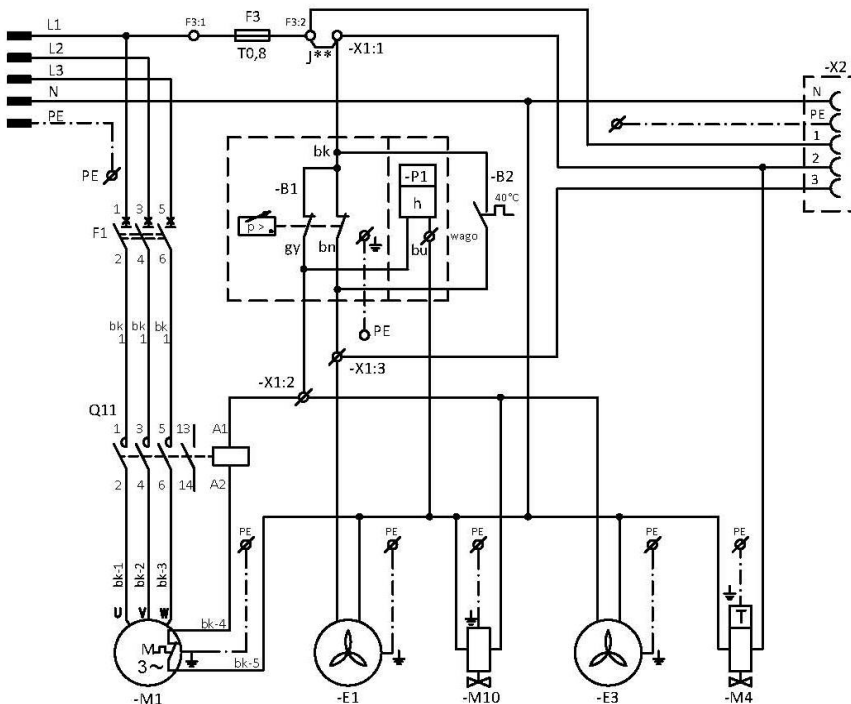 L1
F3:1
F3
F3:2
T0,8
J**
-X1:1
L2
L3
N
PE
-X2
N
PE
1
2
3
PE
bk
-B1
-P1
h
-B2
40°C
p >
wago
gy
bn
bu
PE
1 3 5
F1
2 4 6
bk 1
bk 1
bk 1
-X1:3
-X1:2
Q11
1 3 5 13 A1
2 4 6 14 A2
PE
PE
PE
PE
PE
bk-1
bk-2
bk-3
U V W
bk-4
M
3~
bk-5
T
-M1
-E1
-M10
-E3
-M4